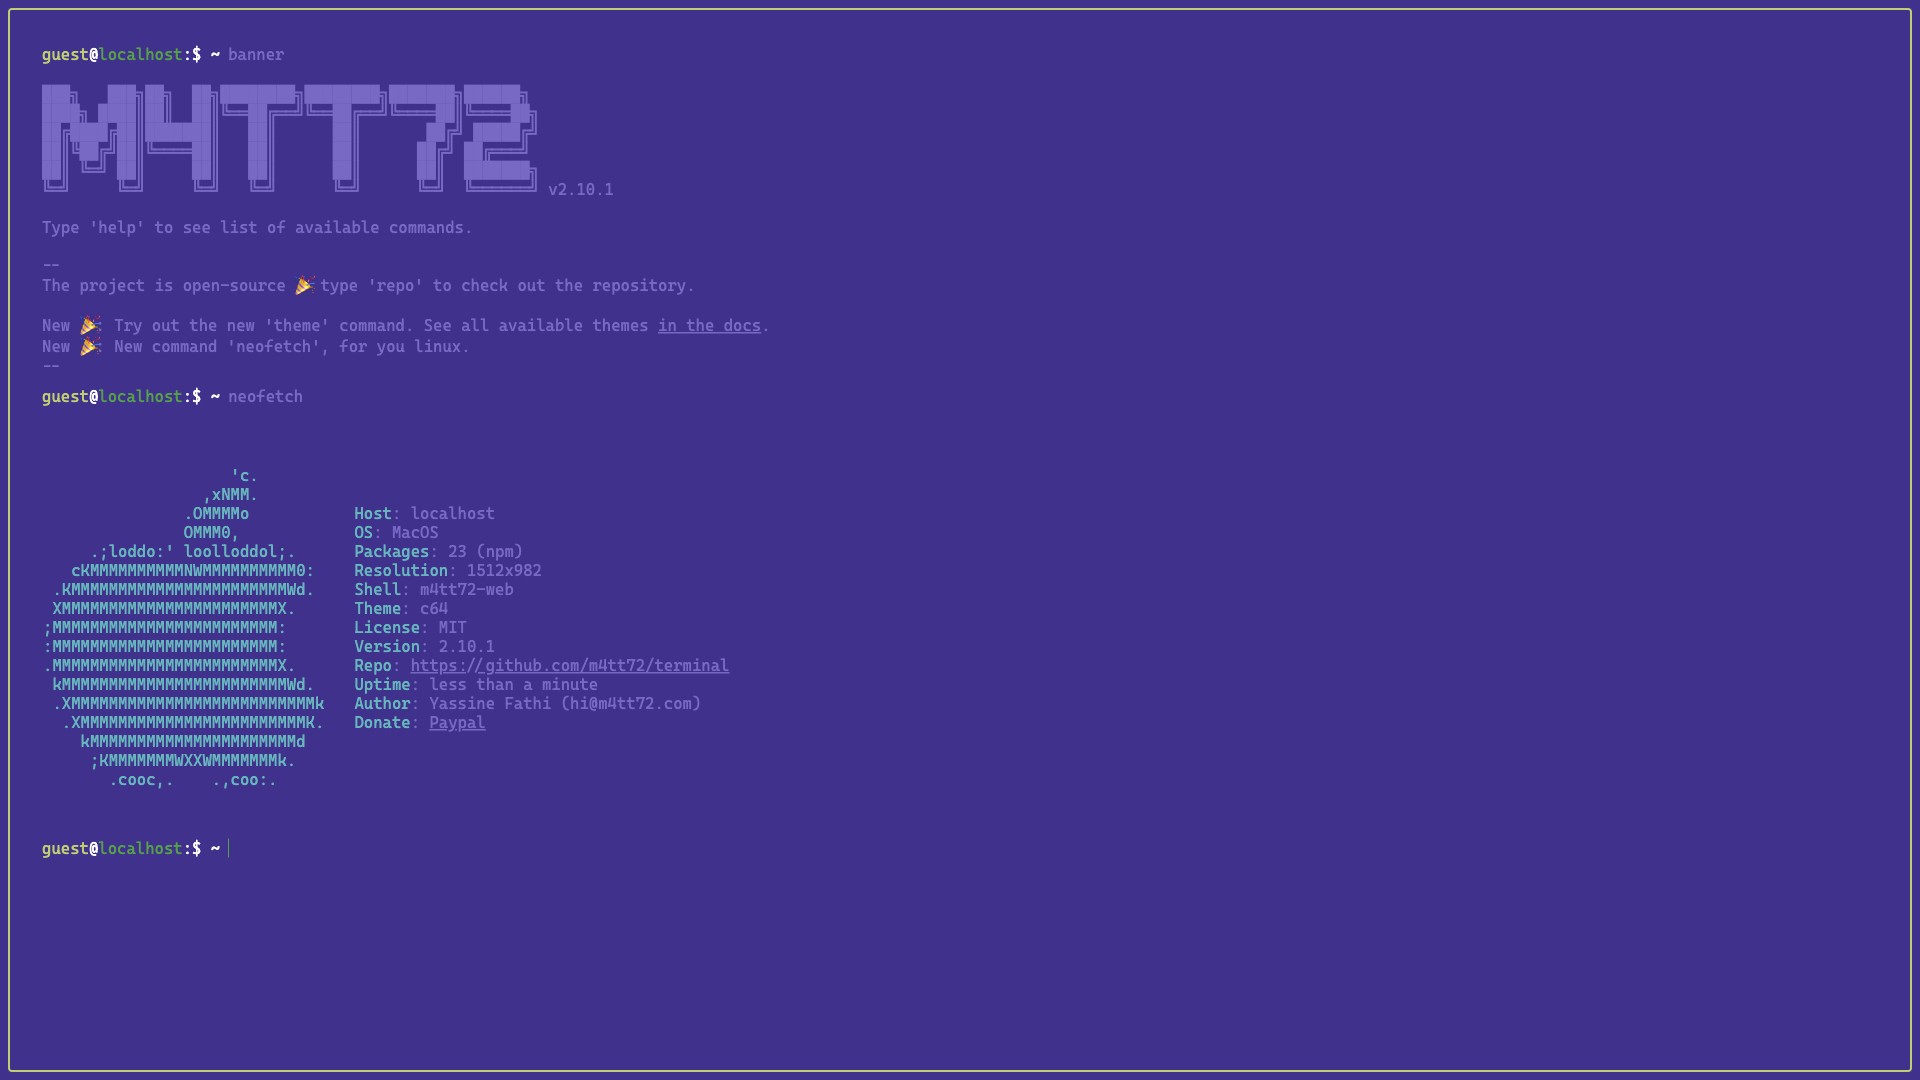 guest@localhost:$ ~ banner
M4TT72 v2.10.1
Type 'help' to see list of available commands.
--
The project is open-source 🎉 type 'repo' to check out the repository.
New 🎉 Try out the new 'theme' command. See all available themes in the docs.
New 🎉 New command 'neofetch', for you linux.
--
guest@localhost:$ ~ neofetch
'c.
,xNMM.
.OMMMMo Host: localhost
OMMM0, OS: MacOS
.;loddo:' loolloddol;. Packages: 23 (npm)
cKMMMMMMMMMMNWMMMMMMMMMM0: Resolution: 1512x982
.KMMMMMMMMMMMMMMMMMMMMMMMWd. Shell: m4tt72-web
XMMMMMMMMMMMMMMMMMMMMMMMX. Theme: c64
;MMMMMMMMMMMMMMMMMMMMMMMM: License: MIT
:MMMMMMMMMMMMMMMMMMMMMMMM: Version: 2.10.1
.MMMMMMMMMMMMMMMMMMMMMMMMX. Repo: https://github.com/m4tt72/terminal
kMMMMMMMMMMMMMMMMMMMMMMMMWd. Uptime: less than a minute
.XMMMMMMMMMMMMMMMMMMMMMMMMMMk Author: Yassine Fathi (hi@m4tt72.com)
.XMMMMMMMMMMMMMMMMMMMMMMMMK. Donate: Paypal
kMMMMMMMMMMMMMMMMMMMMMMd
;KMMMMMMMWXXWMMMMMMMk.
.cooc,. .,coo:.
guest@localhost:$ ~